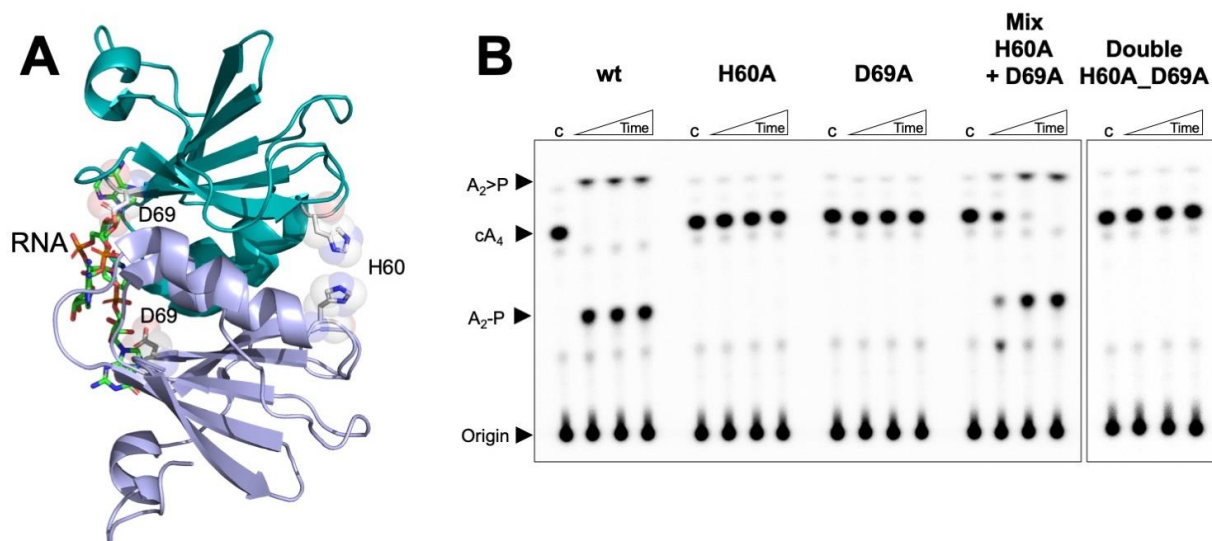 A
D69
RNA
H60
D69
B
wt
H60A
D69A
Mix
H60A
+ D69A
Double
H60A_D69A
c Time
c Time
c Time
c Time
c Time
A₂>P
cA₄
A₂-P
Origin